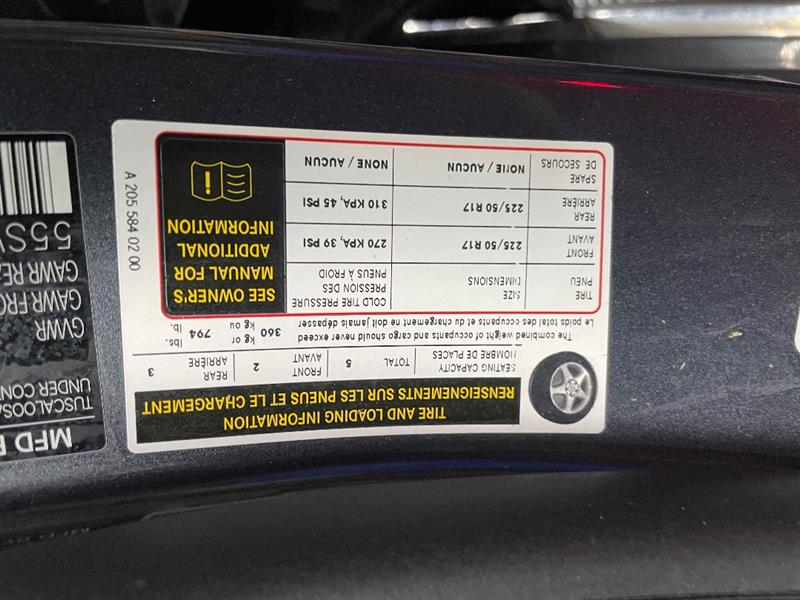 TIRE AND LOADING INFORMATION
RENSEIGNEMENTS SUR LES PNEUS ET LE CHARGEMENT
SEATING CAPACITY
NOMBRE DE PLACES
TOTAL 5
FRONT
AVANT
2
REAR
ARRIÈRE
3
The combined weight of occupants and cargo should never exceed
Le poids total des occupants et du chargement ne doit jamais dépasser
360 kg or
kg ou
794 lbs.
lb.
TIRE
PNEU
SIZE
DIMENSIONS
COLD TIRE PRESSURE
PRESSION DES
PNEUS À FROID
FRONT
AVANT
225/50 R17
270 KPA, 39 PSI
REAR
ARRIÈRE
225/50 R17
310 KPA, 45 PSI
SPARE
DE SECOURS
NONE / AUCUN
NONE / AUCUN
SEE OWNER'S
MANUAL FOR
ADDITIONAL
INFORMATION
A 205 584 02 00
MFD
TUSCALOOSA
UNDER
GVWR
GAWR
GAWR
55S